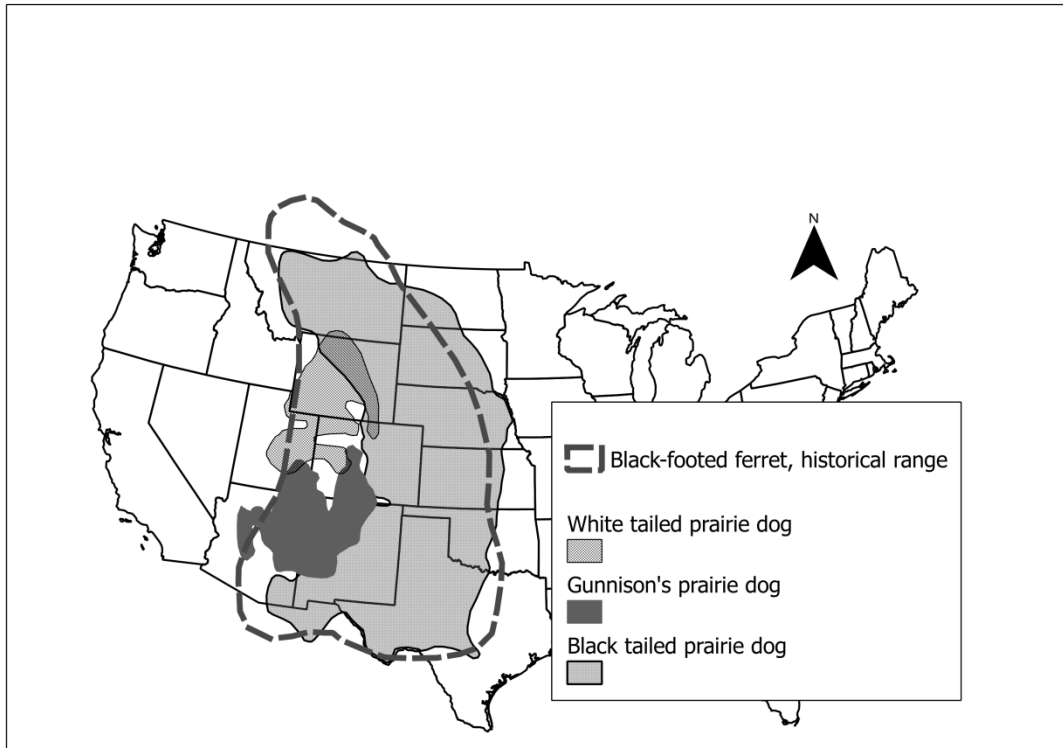 N
Black-footed ferret, historical range
White tailed prairie dog
Gunnison's prairie dog
Black tailed prairie dog